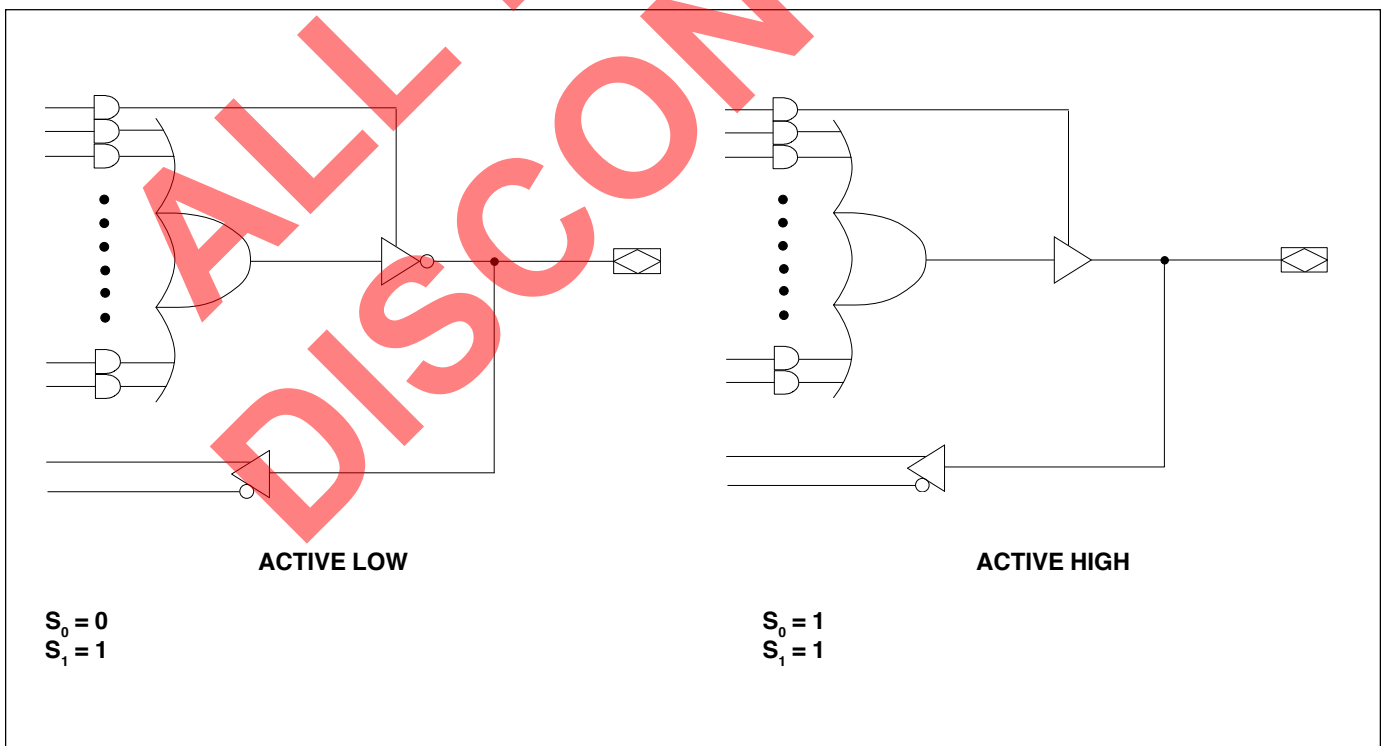 ALL
DISCON
ACTIVE LOW
ACTIVE HIGH
S₀ = 0
S₁ = 1
S₀ = 1
S₁ = 1